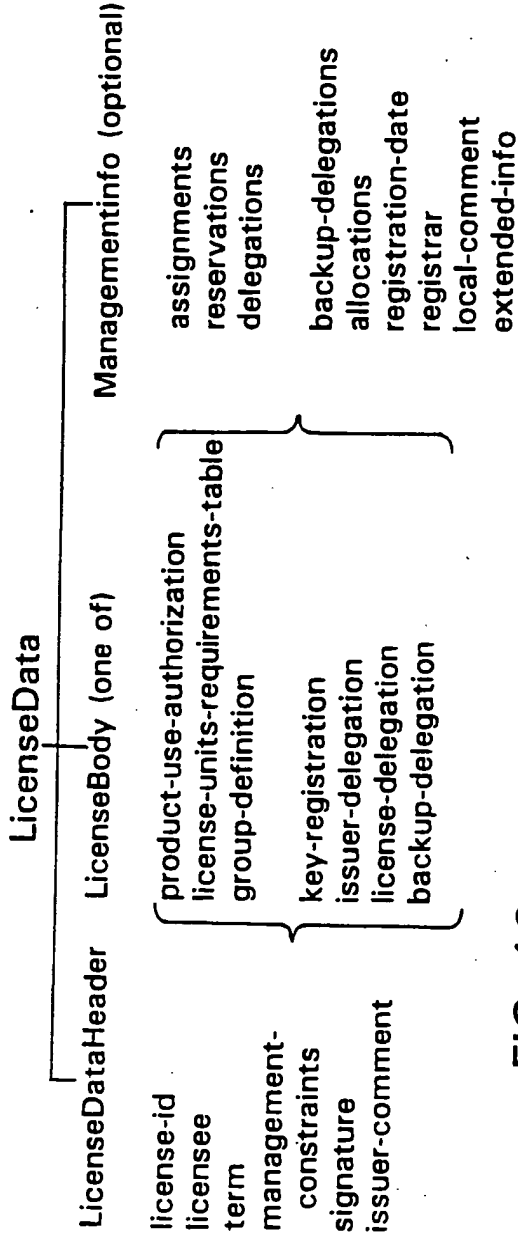 LicenseData
LicenseDataHeader
license-id
licensee
term
management-
constraints
signature
issuer-comment
LicenseBody (one of)
product-use-authorization
license-units-requirements-table
group-definition
key-registration
issuer-delegation
license-delegation
backup-delegation
Managementinfo (optional)
assignments
reservations
delegations
backup-delegations
allocations
registration-date
registrar
local-comment
extended-info